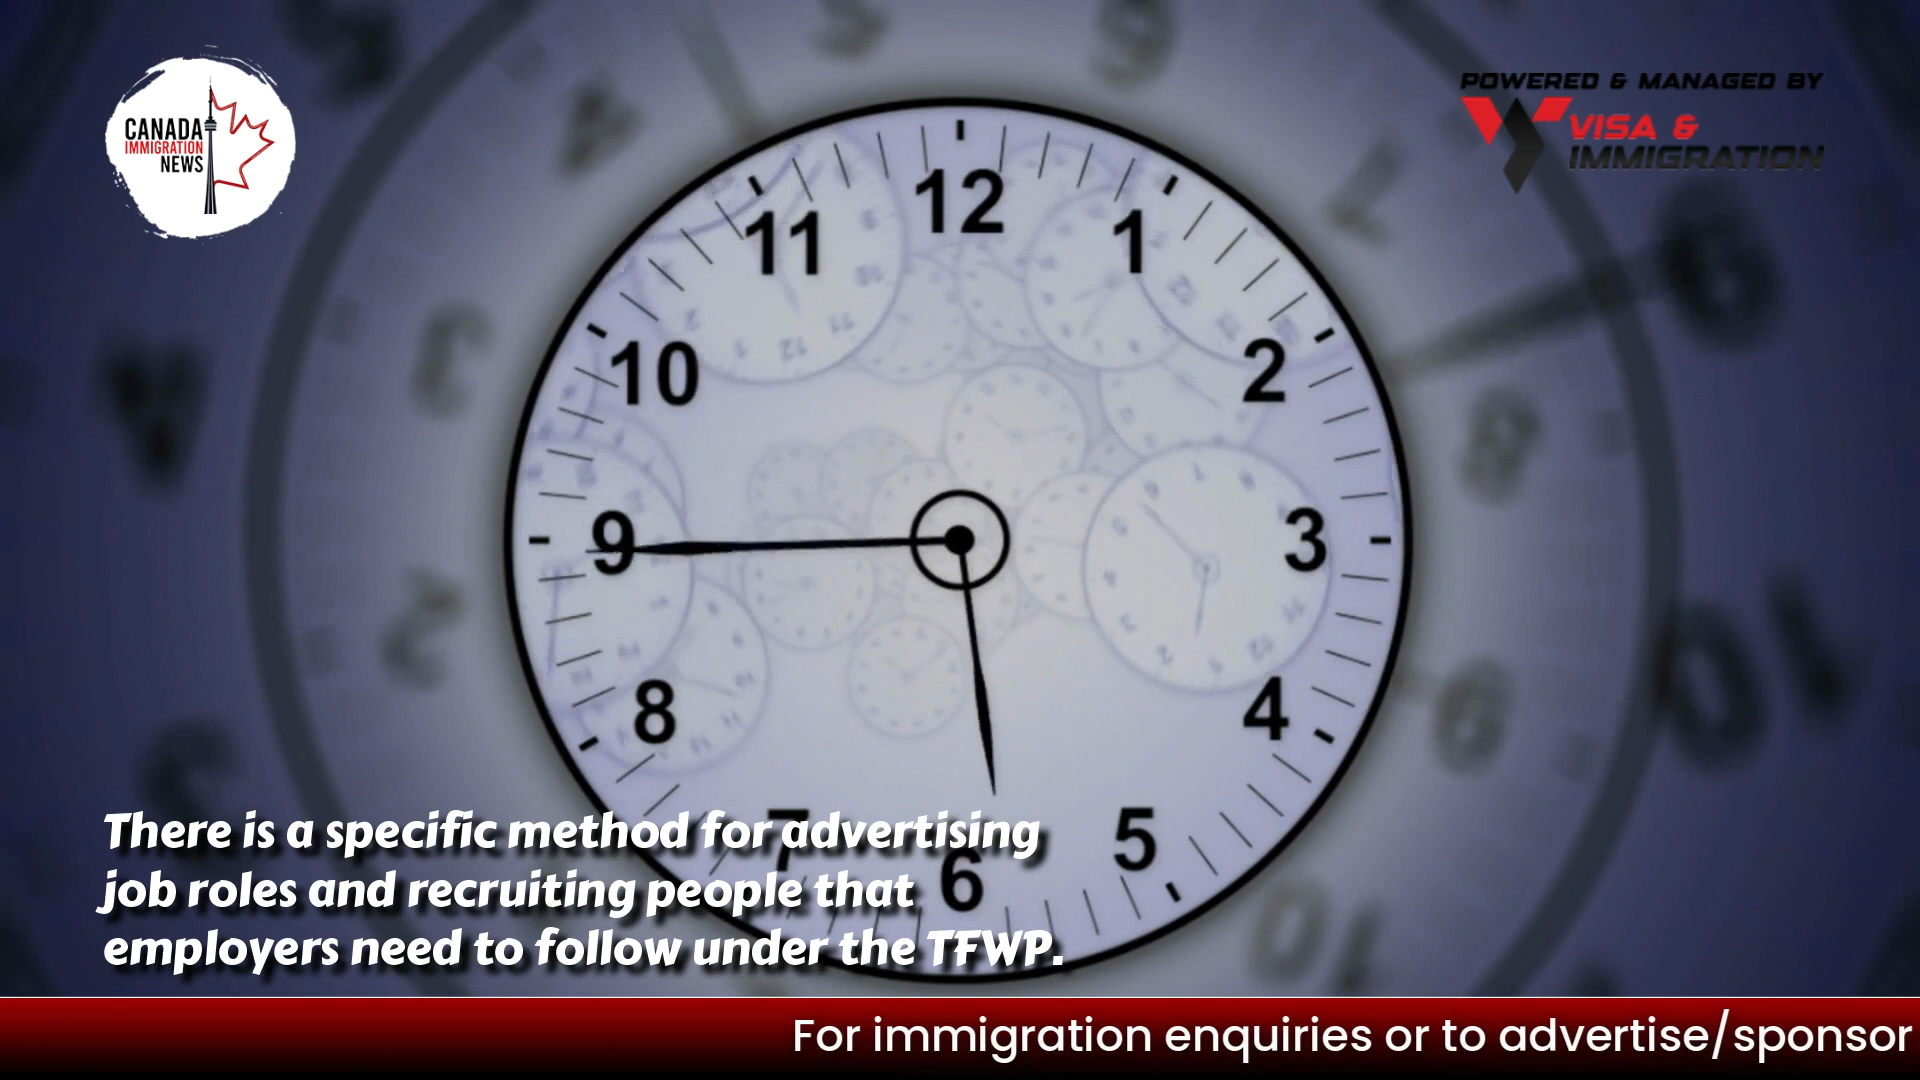 CANADA
IMMIGRATION
NEWS
POWERED & MANAGED BY
VISA &
IMMIGRATION
12
11
1
10
2
9
3
8
4
7
5
6
There is a specific method for advertising
job roles and recruiting people that
employers need to follow under the TFWP.
For immigration enquiries or to advertise/sponsor